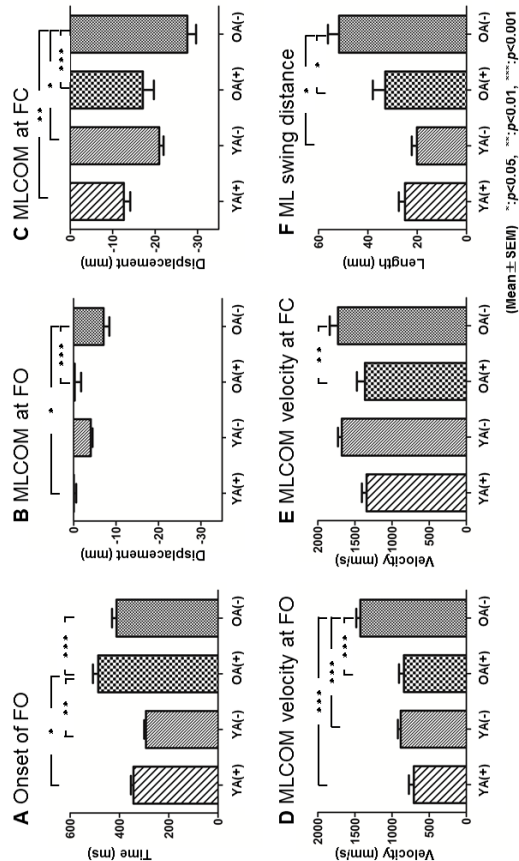 A Onset of FO
***
*
***
Time (ms)
600
400
200
0
YA(+)
YA(-)
OA(+)
OA(-)
B MLCOM at FO
*
***
Displacement (mm)
0
-10
-20
-30
YA(+)
YA(-)
OA(+)
OA(-)
C MLCOM at FC
**
*
***
Displacement (mm)
0
-10
-20
-30
YA(+)
YA(-)
OA(+)
OA(-)
D MLCOM velocity at FO
***
***
***
Velocity (mm/s)
2000
1500
1000
500
0
YA(+)
YA(-)
OA(+)
OA(-)
E MLCOM velocity at FC
**
Velocity (mm/s)
2000
1500
1000
500
0
YA(+)
YA(-)
OA(+)
OA(-)
F ML swing distance
*
*
Length (mm)
60
40
20
0
YA(+)
YA(-)
OA(+)
OA(-)
(Mean± SEM) *:p<0.05, **:p<0.01, ***:p<0.001